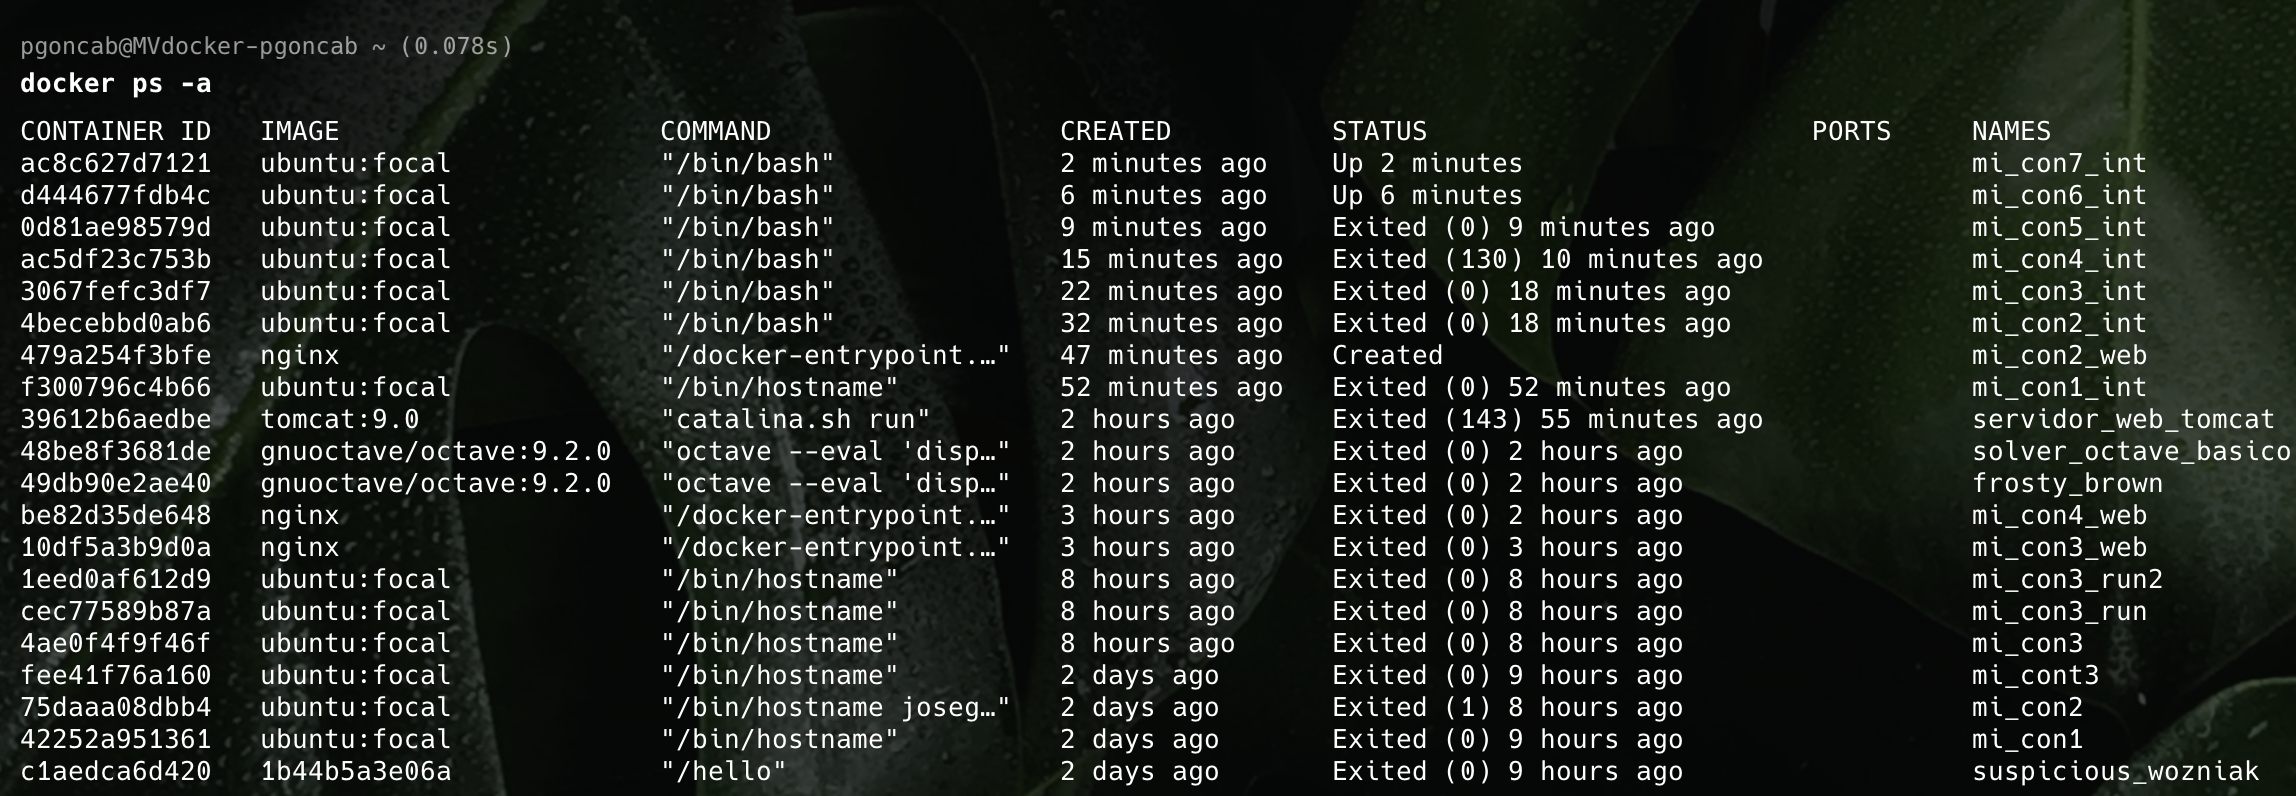 pgoncab@MVdocker-pgoncab ~ (0.078s)
docker ps -a
CONTAINER ID   IMAGE                    COMMAND                  CREATED          STATUS                        PORTS     NAMES
ac8c627d7121   ubuntu:focal             "/bin/bash"              2 minutes ago    Up 2 minutes                            mi_con7_int
d444677fdb4c   ubuntu:focal             "/bin/bash"              6 minutes ago    Up 6 minutes                            mi_con6_int
0d81ae98579d   ubuntu:focal             "/bin/bash"              9 minutes ago    Exited (0) 9 minutes ago                mi_con5_int
ac5df23c753b   ubuntu:focal             "/bin/bash"              15 minutes ago   Exited (130) 10 minutes ago             mi_con4_int
3067fefc3df7   ubuntu:focal             "/bin/bash"              22 minutes ago   Exited (0) 18 minutes ago               mi_con3_int
4becebbd0ab6   ubuntu:focal             "/bin/bash"              32 minutes ago   Exited (0) 18 minutes ago               mi_con2_int
479a254f3bfe   nginx                    "/docker-entrypoint.…"   47 minutes ago   Created                                 mi_con2_web
f300796c4b66   ubuntu:focal             "/bin/hostname"          52 minutes ago   Exited (0) 52 minutes ago               mi_con1_int
39612b6aedbe   tomcat:9.0               "catalina.sh run"        2 hours ago      Exited (143) 55 minutes ago             servidor_web_tomcat
48be8f3681de   gnuoctave/octave:9.2.0   "octave --eval 'disp…"   2 hours ago      Exited (0) 2 hours ago                  solver_octave_basico
49db90e2ae40   gnuoctave/octave:9.2.0   "octave --eval 'disp…"   2 hours ago      Exited (0) 2 hours ago                  frosty_brown
be82d35de648   nginx                    "/docker-entrypoint.…"   3 hours ago      Exited (0) 2 hours ago                  mi_con4_web
10df5a3b9d0a   nginx                    "/docker-entrypoint.…"   3 hours ago      Exited (0) 3 hours ago                  mi_con3_web
1eed0af612d9   ubuntu:focal             "/bin/hostname"          8 hours ago      Exited (0) 8 hours ago                  mi_con3_run2
cec77589b87a   ubuntu:focal             "/bin/hostname"          8 hours ago      Exited (0) 8 hours ago                  mi_con3_run
4ae0f4f9f46f   ubuntu:focal             "/bin/hostname"          8 hours ago      Exited (0) 8 hours ago                  mi_con3
fee41f76a160   ubuntu:focal             "/bin/hostname"          2 days ago       Exited (0) 9 hours ago                  mi_cont3
75daaa08dbb4   ubuntu:focal             "/bin/hostname joseg…"   2 days ago       Exited (1) 8 hours ago                  mi_con2
42252a951361   ubuntu:focal             "/bin/hostname"          2 days ago       Exited (0) 9 hours ago                  mi_con1
c1aedca6d420   1b44b5a3e06a             "/hello"                 2 days ago       Exited (0) 9 hours ago                  suspicious_wozniak